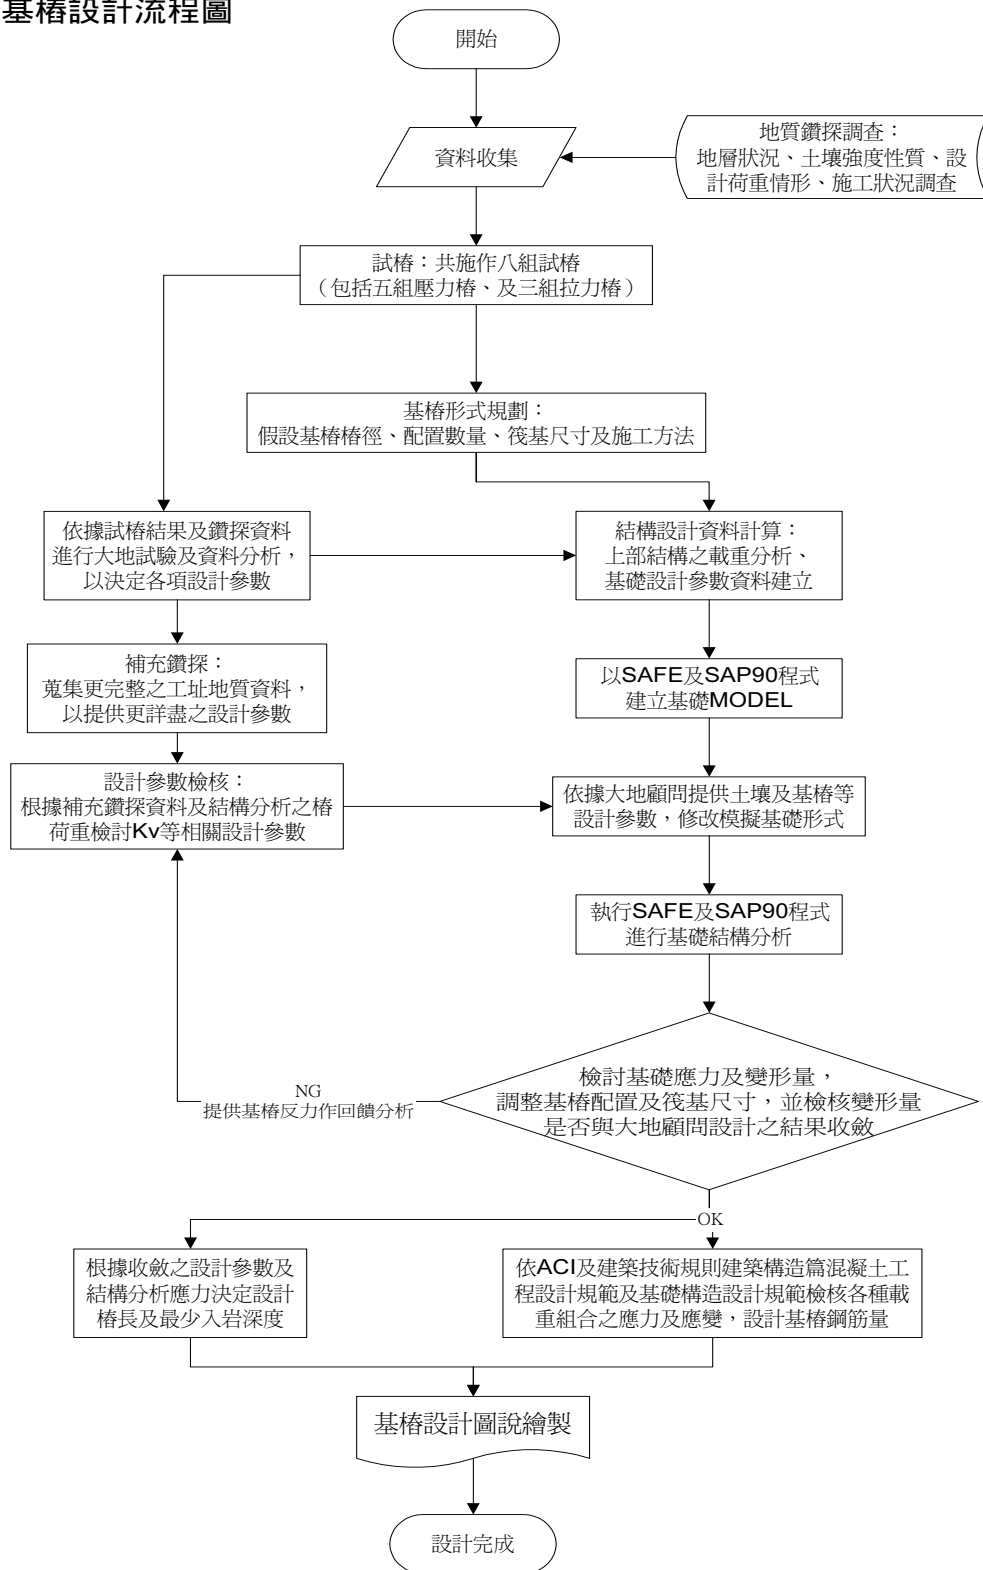 基樁設計流程圖
開始
資料收集
地質鑽探調查：
地層狀況、土壤強度性質、設
計荷重情形、施工狀況調查
試樁：共施作八組試樁
（包括五組壓力樁、及三組拉力樁）
基樁形式規劃：
假設基樁樁徑、配置數量、筏基尺寸及施工方法
依據試樁結果及鑽探資料
進行大地試驗及資料分析，
以決定各項設計參數
結構設計資料計算：
上部結構之載重分析、
基礎設計參數資料建立
補充鑽探：
蒐集更完整之工址地質資料，
以提供更詳盡之設計參數
以SAFE及SAP90程式
建立基礎MODEL
設計參數檢核：
根據補充鑽探資料及結構分析之樁
荷重檢討Kv等相關設計參數
依據大地顧問提供土壤及基樁等
設計參數，修改模擬基礎形式
執行SAFE及SAP90程式
進行基礎結構分析
檢討基礎應力及變形量，
調整基樁配置及筏基尺寸，並檢核變形量
是否與大地顧問設計之結果收斂
NG
提供基樁反力作回饋分析
OK
根據收斂之設計參數及
結構分析應力決定設計
樁長及最少入岩深度
依ACI及建築技術規則建築構造篇混凝土工
程設計規範及基礎構造設計規範檢核各種載
重組合之應力及應變，設計基樁鋼筋量
基樁設計圖說繪製
設計完成